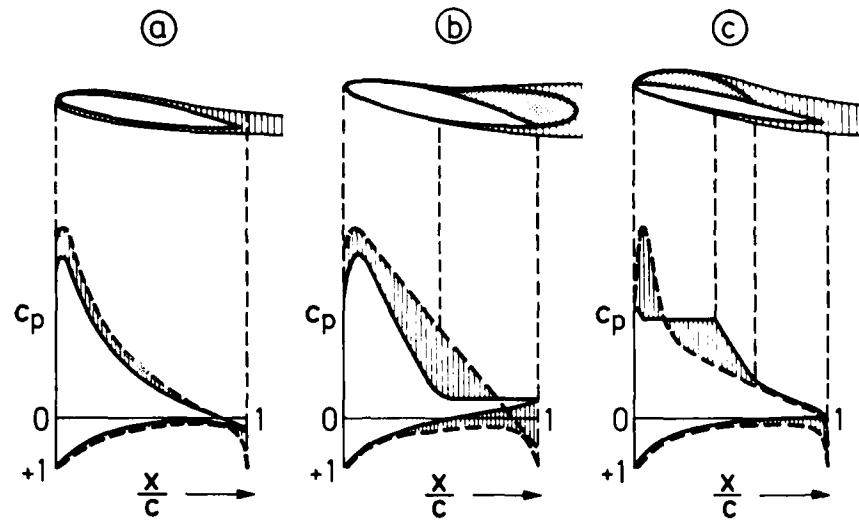 a b c
Cp Cp Cp
0 1 0 1 0 1
+1 +1 +1
x/c x/c x/c